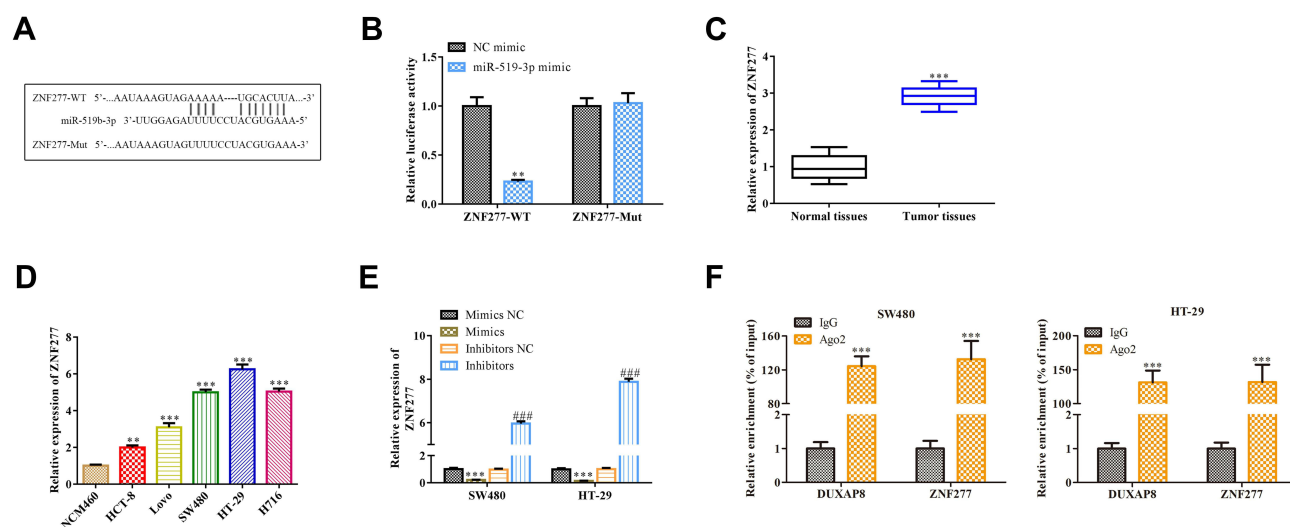 A
ZNF277-WT 5’-...AAUAAAGUAGAAAAA----UGCACUUA...-3’
miR-519b-3p 3’-UUGGAGAUUUUCCUACGUGAAA-5’
ZNF277-Mut 5’-...AAUAAAGUAGUUUUCCUACGUGAAA-3’
B
NC mimic
miR-519-3p mimic
Relative luciferase activity
1.5
1.0
0.5
0.0
**
ZNF277-WT ZNF277-Mut
C
Relative expression of ZNF277
4
3
2
1
0
***
Normal tissues Tumor tissues
D
Relative expression of ZNF277
8
6
4
2
0
** *** *** *** ***
NCM460 HCT-8 Lovo SW480 HT-29 H716
E
Mimics NC
Mimics
Inhibitors NC
Inhibitors
Relative expression of
ZNF277
10
8
6
2
0
*** ### *** ###
SW480 HT-29
F
SW480
IgG
Ago2
Relative enrichment (% of input)
160
120
80
2
1
0
*** ***
DUXAP8 ZNF277
HT-29
IgG
Ago2
Relative enrichment (% of input)
200
150
100
2
1
0
*** ***
DUXAP8 ZNF277